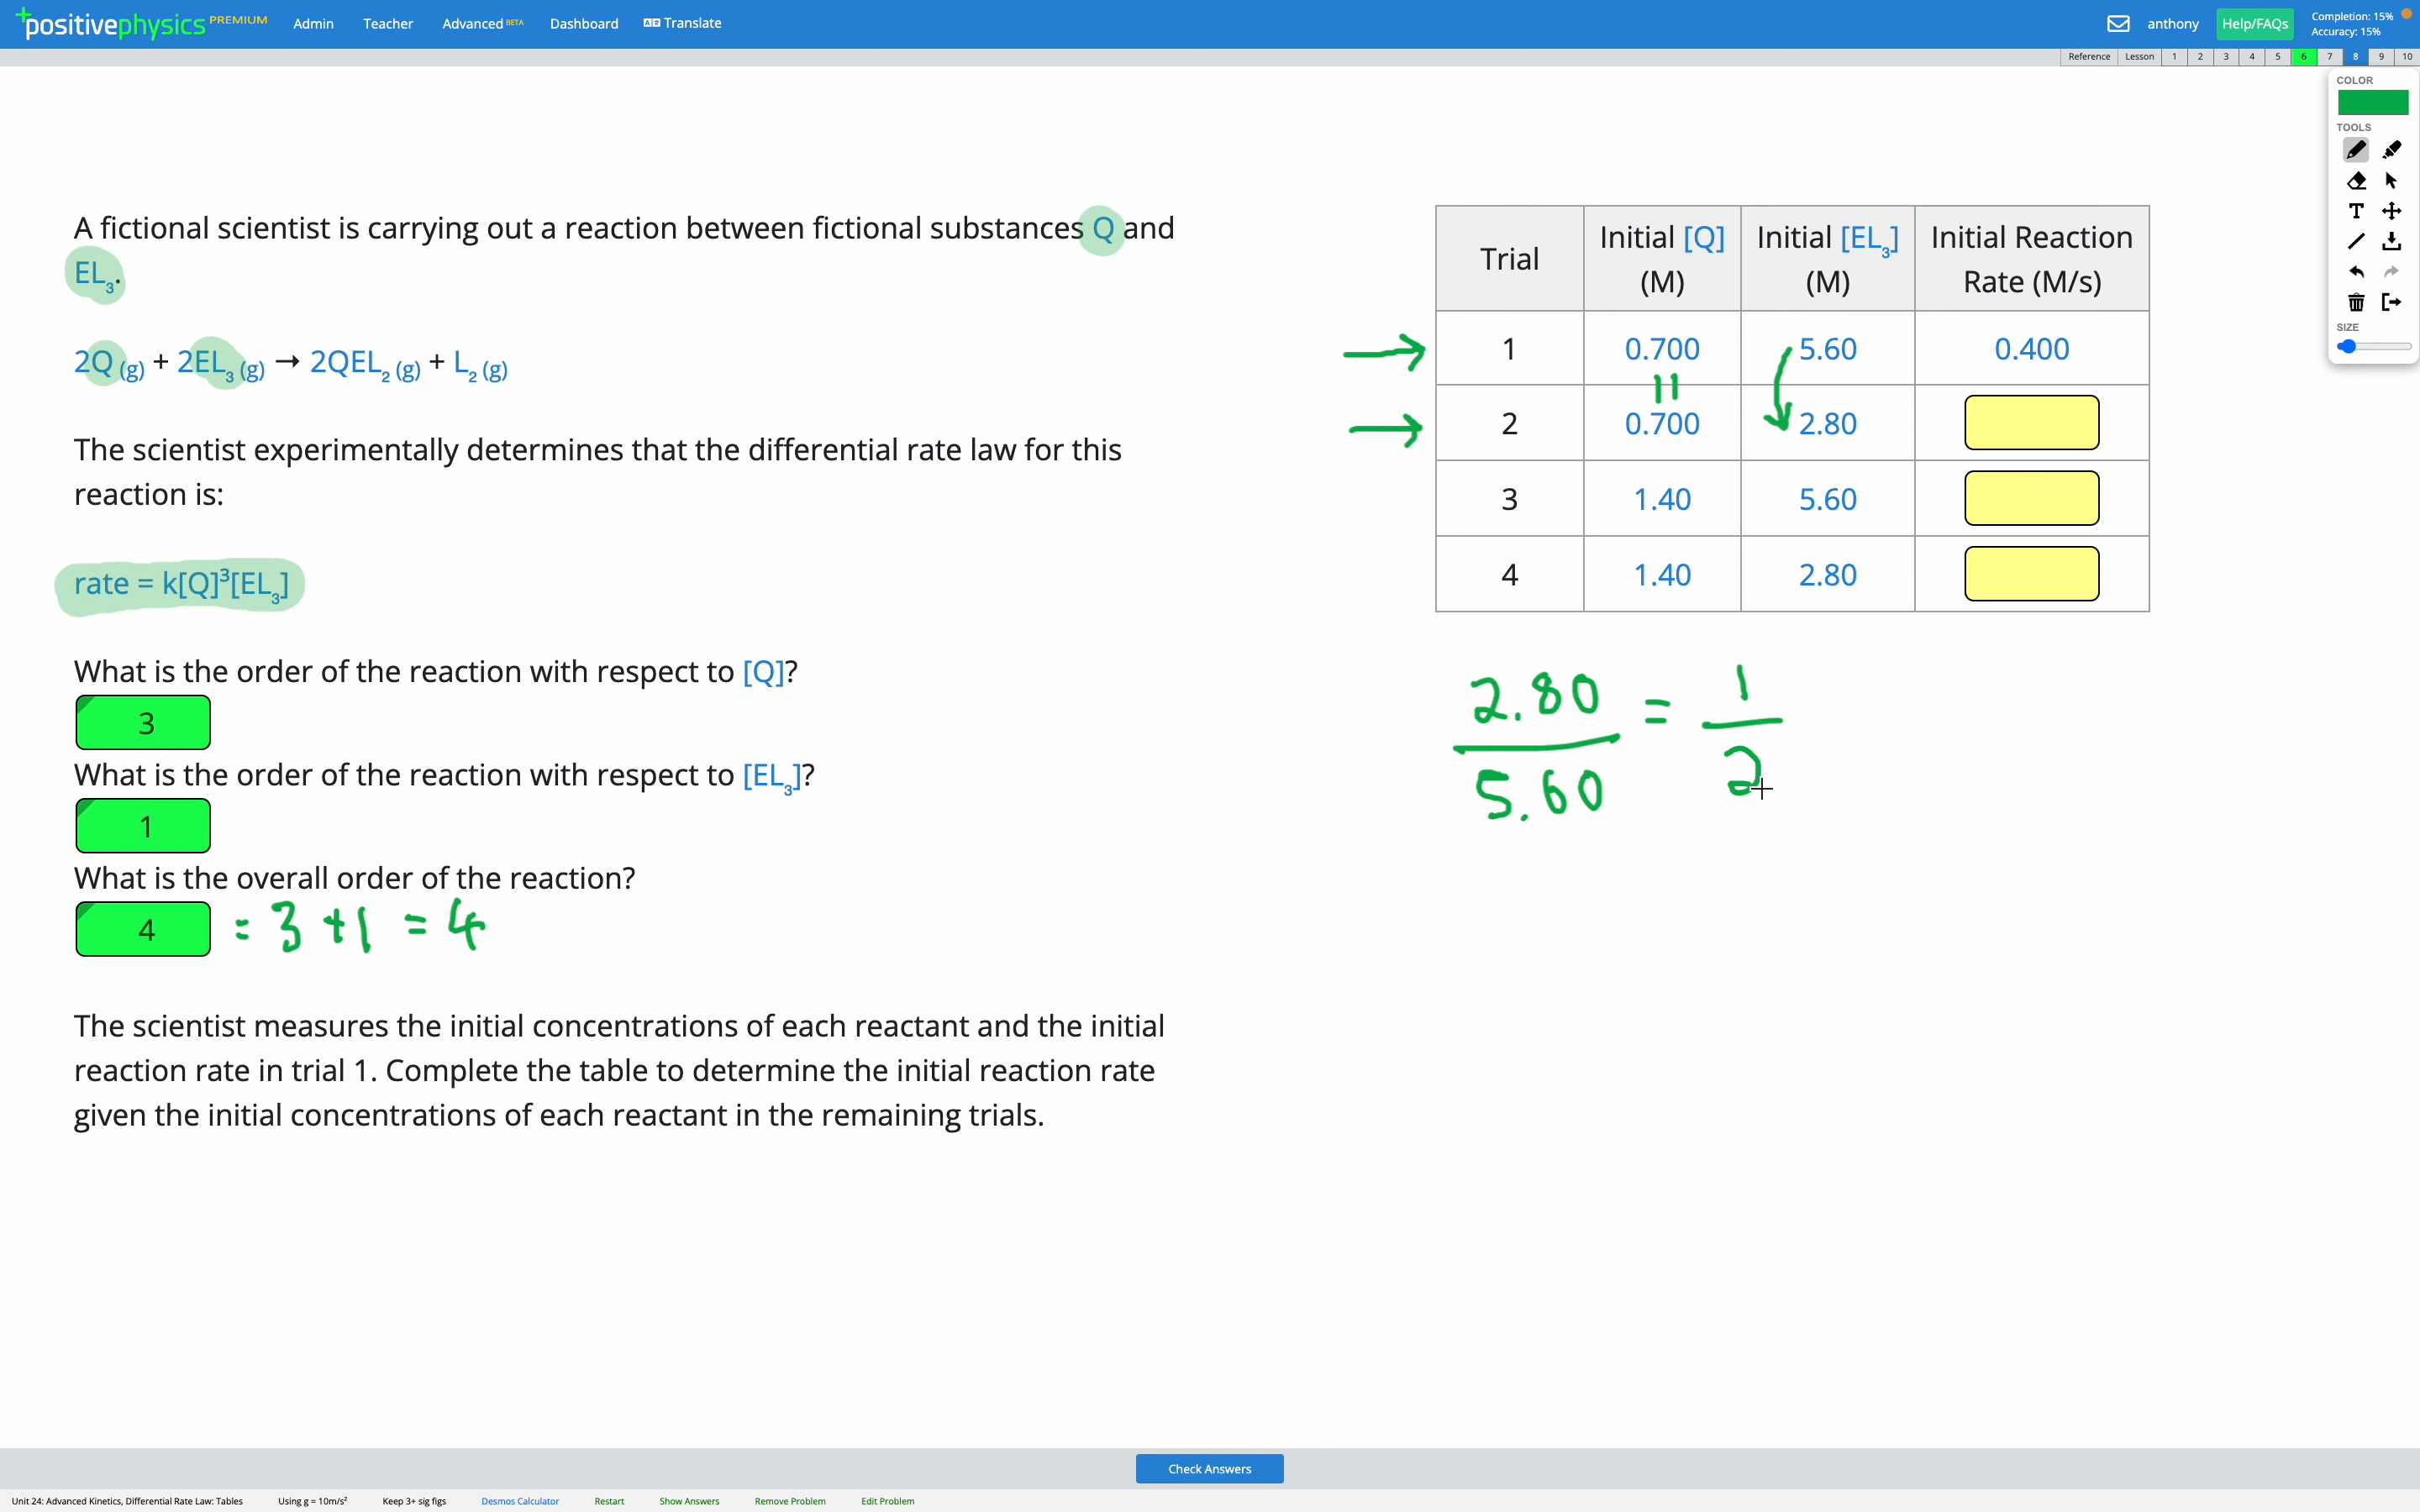 positivephysics PREMIUM Admin Teacher Advanced BETA Dashboard Translate anthony Help/FAQs Completion: 15%
Accuracy: 15%
Reference Lesson 1 2 3 4 5 6 7 8 9 10
COLOR
TOOLS
T
SIZE
A fictional scientist is carrying out a reaction between fictional substances Q and
EL₃.
2Q (g) + 2EL₃ (g) → 2QEL₂ (g) + L₂ (g)
The scientist experimentally determines that the differential rate law for this
reaction is:
rate = k[Q]³[EL₃]
What is the order of the reaction with respect to [Q]?
3
What is the order of the reaction with respect to [EL₃]?
1
What is the overall order of the reaction?
4 = 3 + 1 = 4
The scientist measures the initial concentrations of each reactant and the initial
reaction rate in trial 1. Complete the table to determine the initial reaction rate
given the initial concentrations of each reactant in the remaining trials.
Trial Initial [Q] (M) Initial [EL₃] (M) Initial Reaction Rate (M/s)
1 0.700 5.60 0.400
2 0.700 2.80
3 1.40 5.60
4 1.40 2.80
2.80 = 1
5.60 2
Check Answers
Unit 24: Advanced Kinetics, Differential Rate Law: Tables Using g = 10m/s² Keep 3+ sig figs Desmos Calculator Restart Show Answers Remove Problem Edit Problem